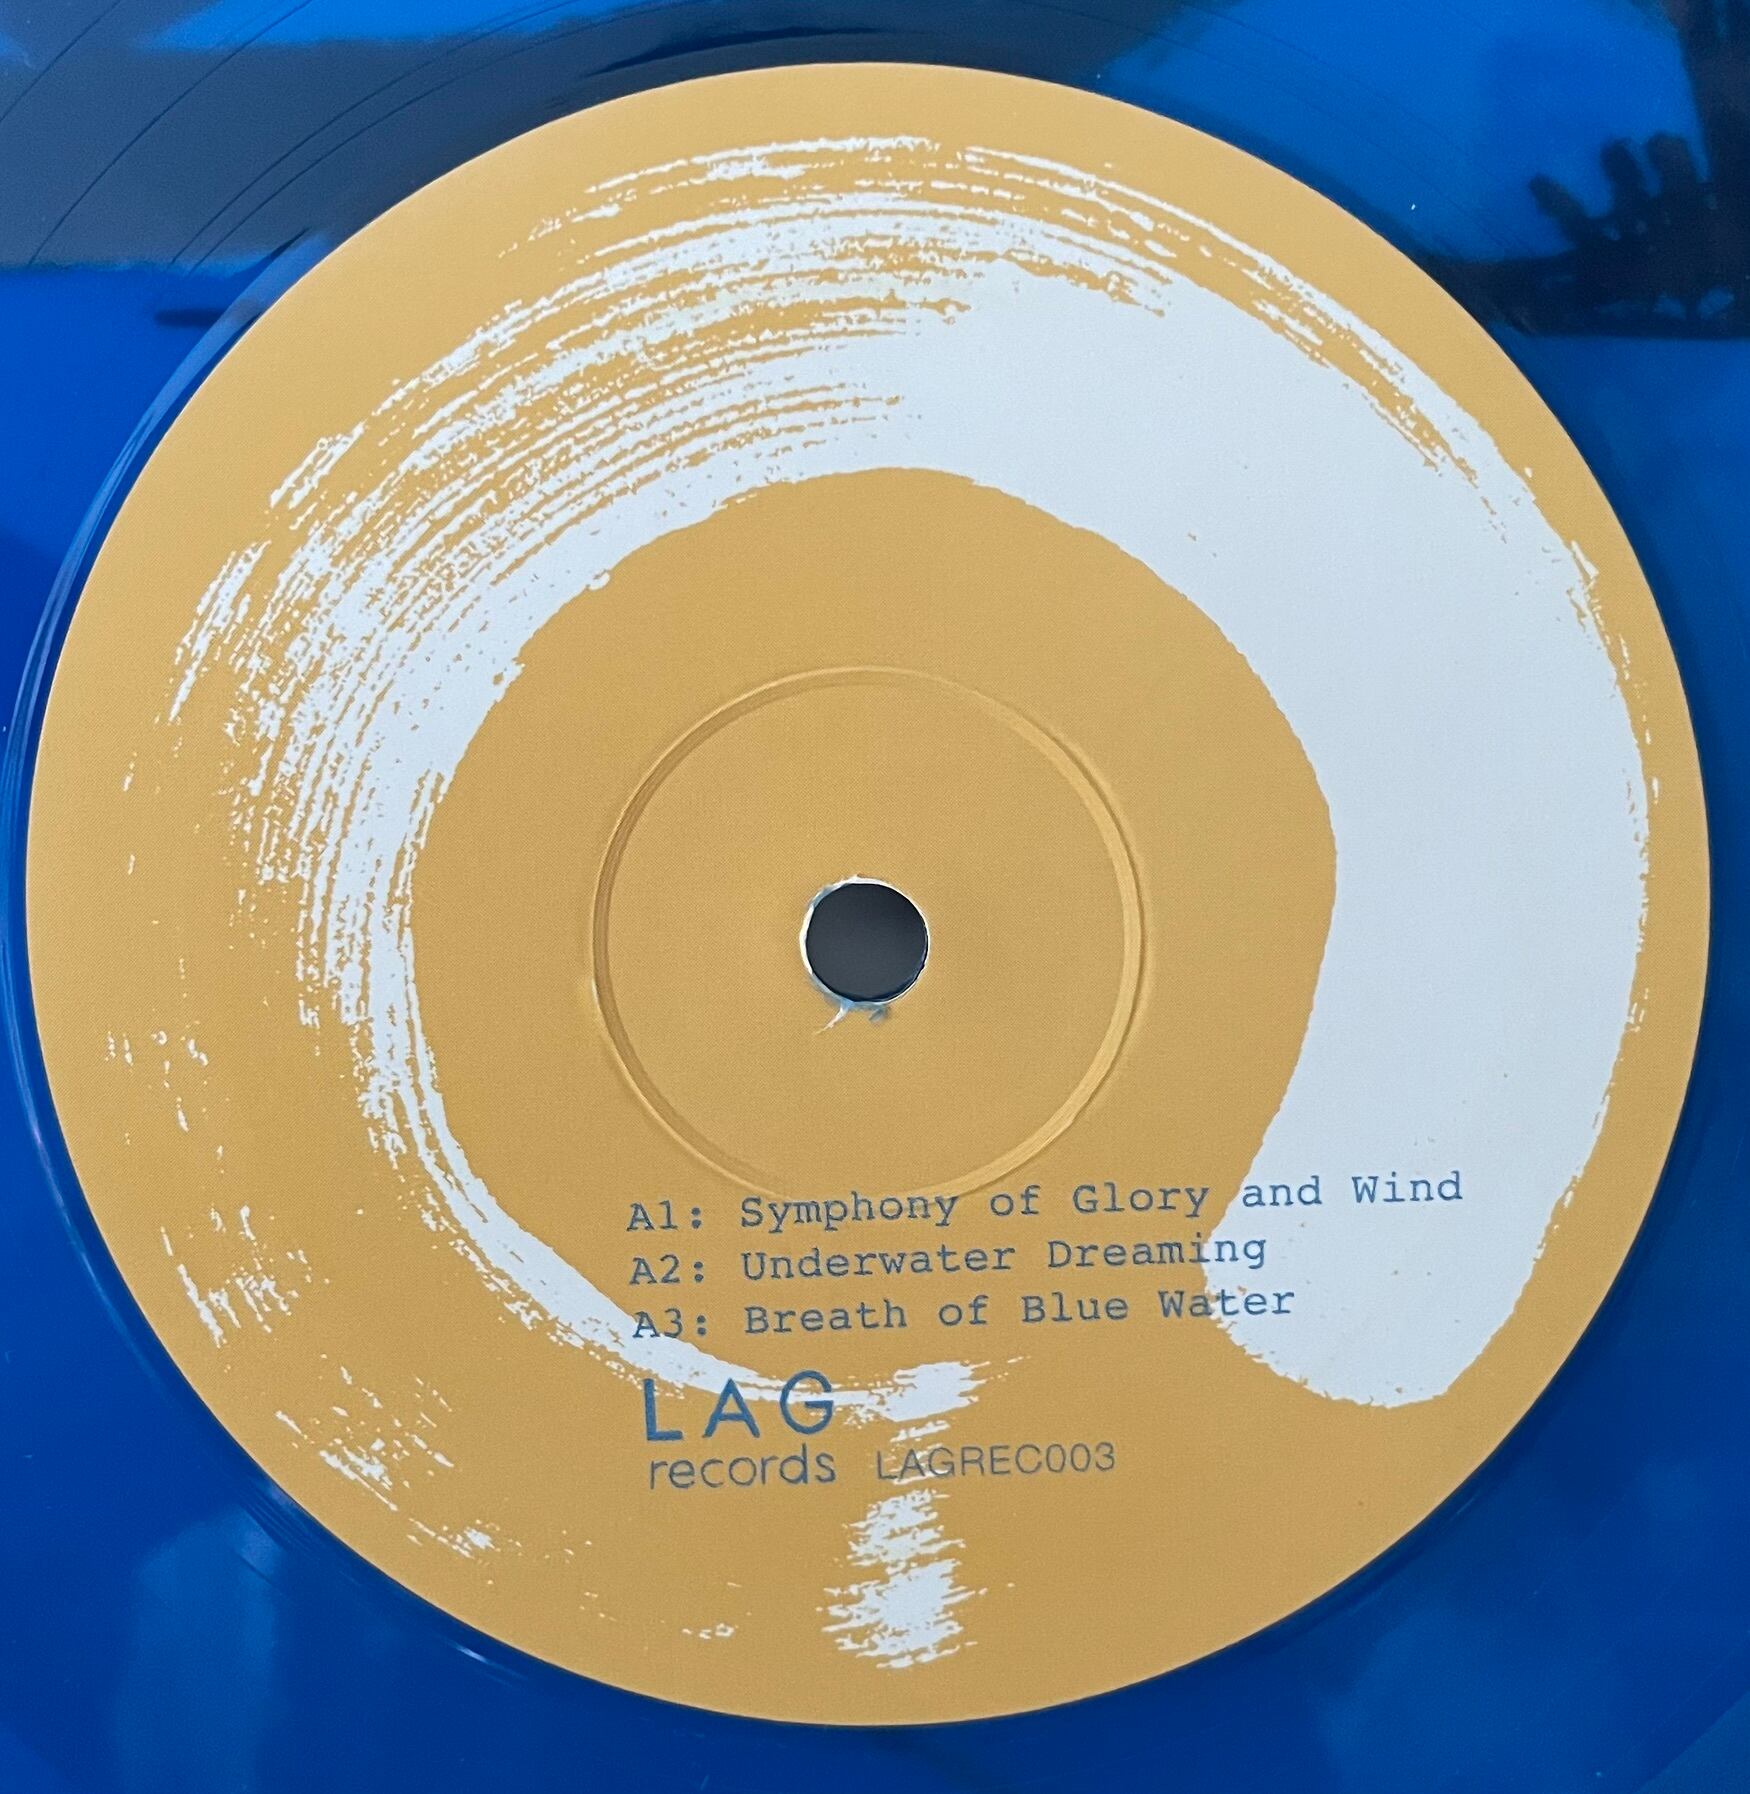 A1: Symphony of Glory and Wind
A2: Underwater Dreaming
A3: Breath of Blue Water
LAG
records LAGREC003